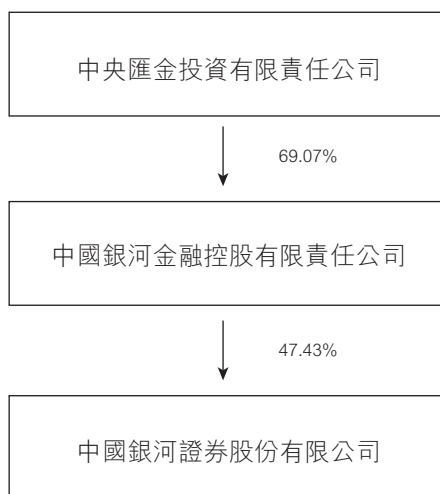 中央匯金投資有限責任公司
69.07%
中國銀河金融控股有限責任公司
47.43%
中國銀河證券股份有限公司